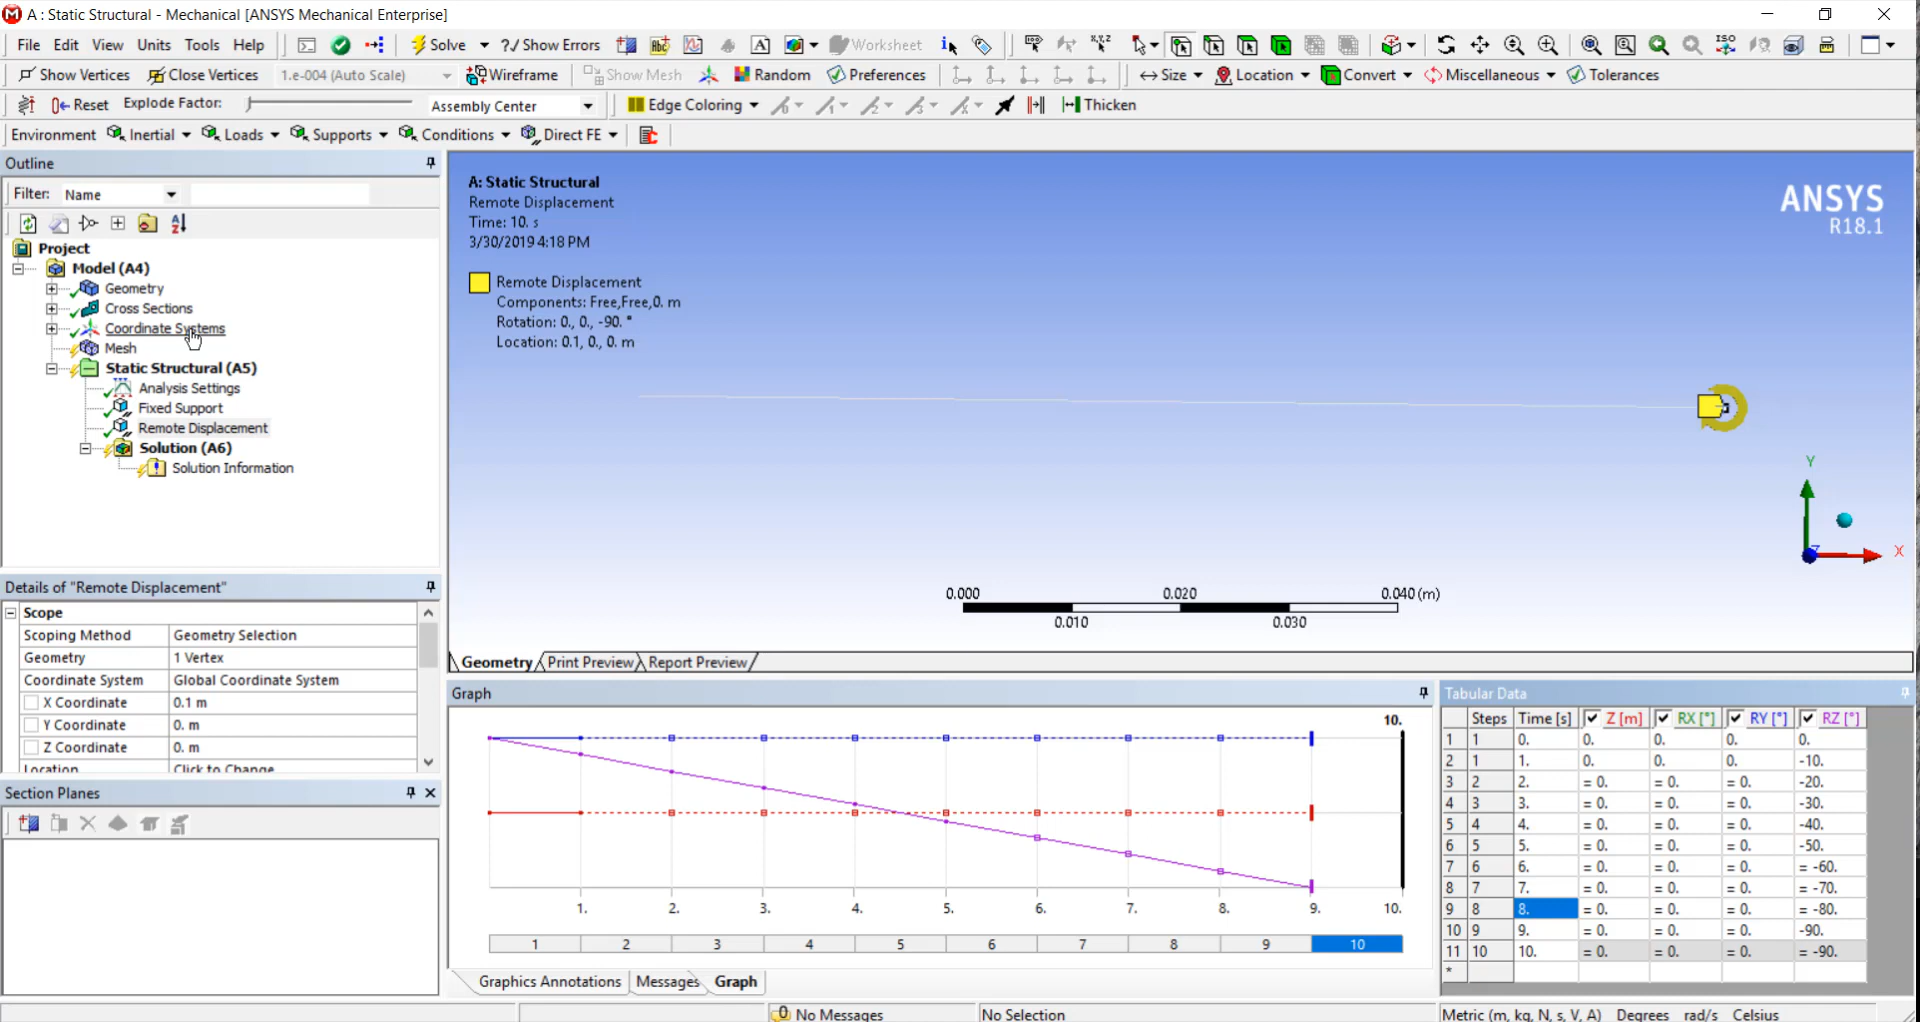 A : Static Structural - Mechanical [ANSYS Mechanical Enterprise]
File Edit View Units Tools Help Solve ?/ Show Errors Worksheet
Show Vertices Close Vertices 1.e-004 (Auto Scale) Wireframe Show Mesh Random Preferences Size Location Convert Miscellaneous Tolerances
Reset Explode Factor: Assembly Center Edge Coloring Thicken
Environment Inertial Loads Supports Conditions Direct FE
Outline
Filter: Name
Project
Model (A4)
Geometry
Cross Sections
Coordinate Systems
Mesh
Static Structural (A5)
Analysis Settings
Fixed Support
Remote Displacement
Solution (A6)
Solution Information
A: Static Structural
Remote Displacement
Time: 10. s
3/30/2019 4:18 PM
Remote Displacement
Components: Free,Free,0. m
Rotation: 0., 0., -90. °
Location: 0.1, 0., 0. m
ANSYS
R18.1
Y
X
Z
0.000 0.020 0.040 (m)
0.010 0.030
Geometry Print Preview Report Preview
Details of "Remote Displacement"
Scope
Scoping Method Geometry Selection
Geometry 1 Vertex
Coordinate System Global Coordinate System
X Coordinate 0.1 m
Y Coordinate 0. m
Z Coordinate 0. m
Location Click to Change
Section Planes
Graph
10.
1. 2. 3. 4. 5. 6. 7. 8. 9. 10.
1 2 3 4 5 6 7 8 9 10
Graphics Annotations Messages Graph
Tabular Data
Steps Time [s] Z [m] RX [°] RY [°] RZ [°]
1 1 0. 0. 0. 0. 0.
2 1 1. 0. 0. 0. -10.
3 2 2. = 0. = 0. = 0. -20.
4 3 3. = 0. = 0. = 0. -30.
5 4 4. = 0. = 0. = 0. -40.
6 5 5. = 0. = 0. = 0. -50.
7 6 6. = 0. = 0. = 0. = -60.
8 7 7. = 0. = 0. = 0. = -70.
9 8 8. = 0. = 0. = 0. = -80.
10 9 9. = 0. = 0. = 0. -90.
11 10 10. = 0. = 0. = 0. = -90.
*
No Messages No Selection Metric (m, kg, N, s, V, A) Degrees rad/s Celsius